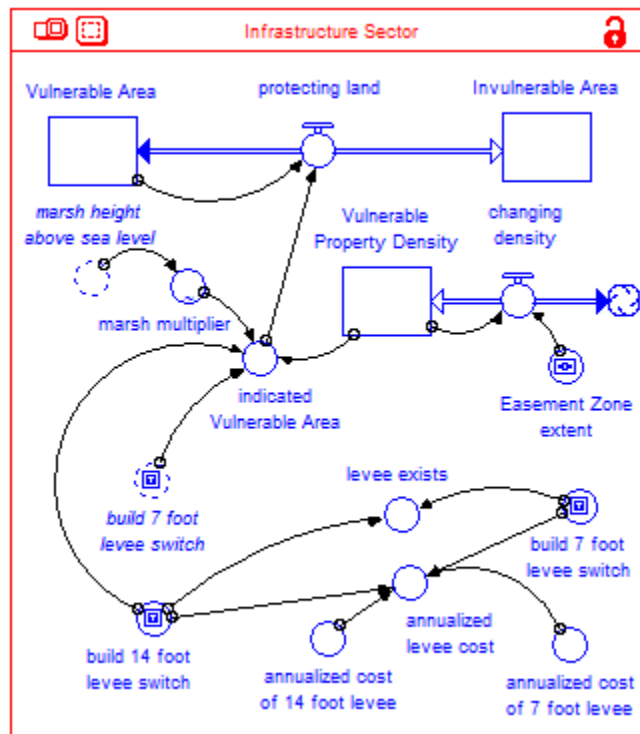 Infrastructure Sector
Vulnerable Area
protecting land
Invulnerable Area
marsh height
above sea level
Vulnerable
Property Density
changing
density
marsh multiplier
indicated
Vulnerable Area
Easement Zone
extent
build 7 foot
levee switch
levee exists
build 7 foot
levee switch
build 14 foot
levee switch
annualized
levee cost
annualized cost
of 14 foot levee
annualized cost
of 7 foot levee